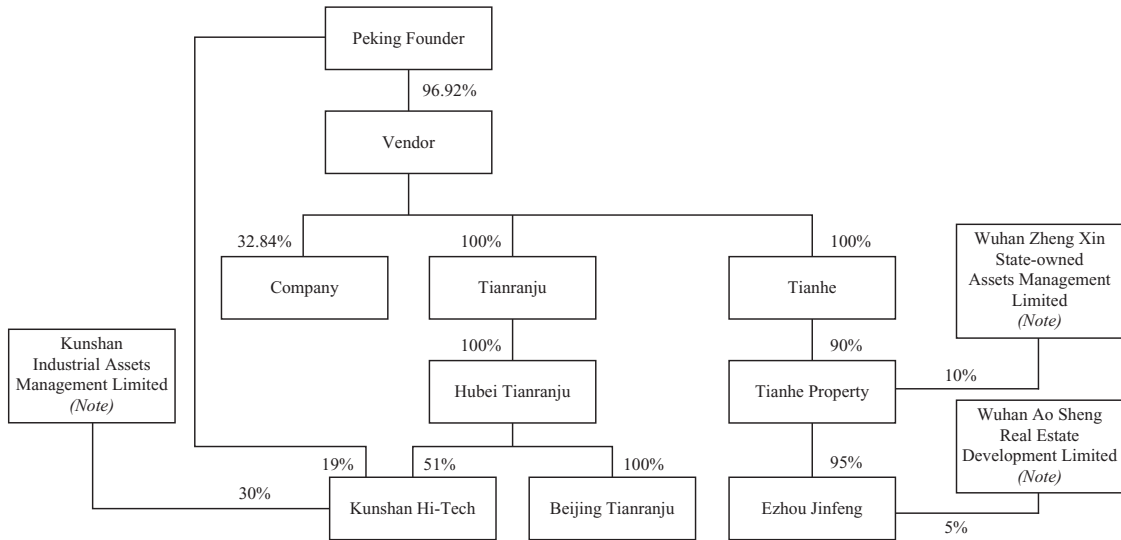 Peking Founder
96.92%
Vendor
32.84%
100%
100%
Company
Tianranju
Tianhe
Wuhan Zheng Xin
State-owned
Assets Management
Limited
(Note)
Kunshan
Industrial Assets
Management Limited
(Note)
100%
90%
Hubei Tianranju
Tianhe Property
10%
Wuhan Ao Sheng
Real Estate
Development Limited
(Note)
19%
51%
100%
95%
30%
Kunshan Hi-Tech
Beijing Tianranju
Ezhou Jinfeng
5%